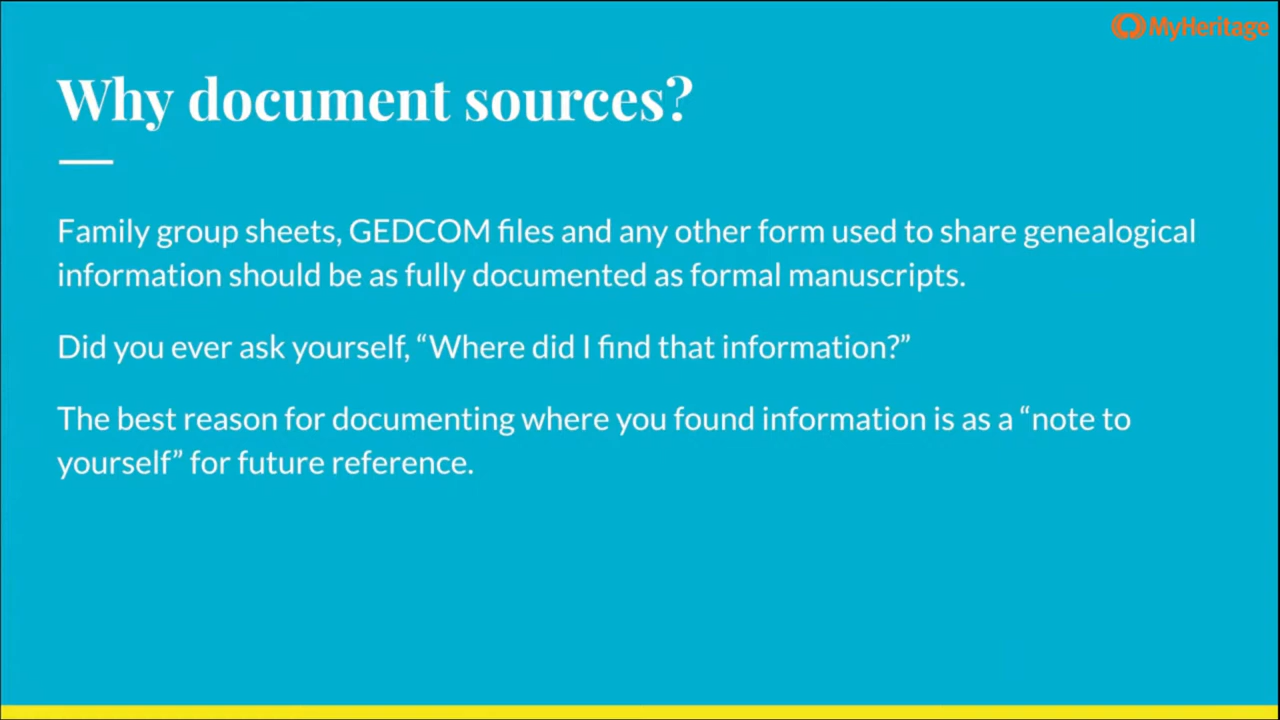 MyHeritage
Why document sources?
Family group sheets, GEDCOM files and any other form used to share genealogical
information should be as fully documented as formal manuscripts.
Did you ever ask yourself, “Where did I find that information?”
The best reason for documenting where you found information is as a “note to
yourself” for future reference.